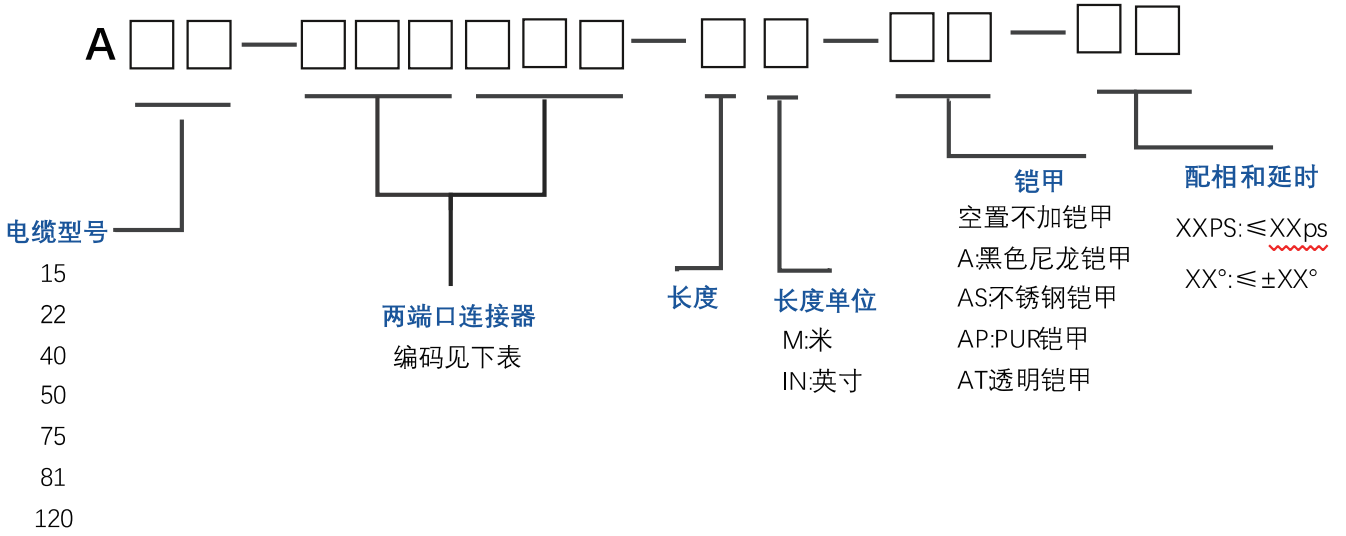 A
电缆型号
15
22
40
50
75
81
120
两端口连接器
编码见下表
长度
长度单位
M:米
IN:英寸
铠甲
空置:不加铠甲
A:黑色尼龙铠甲
AS:不锈钢铠甲
AP:PUR铠甲
AT:透明铠甲
配相和延时
XXPS:≤XXps
XX°:≤±XX°